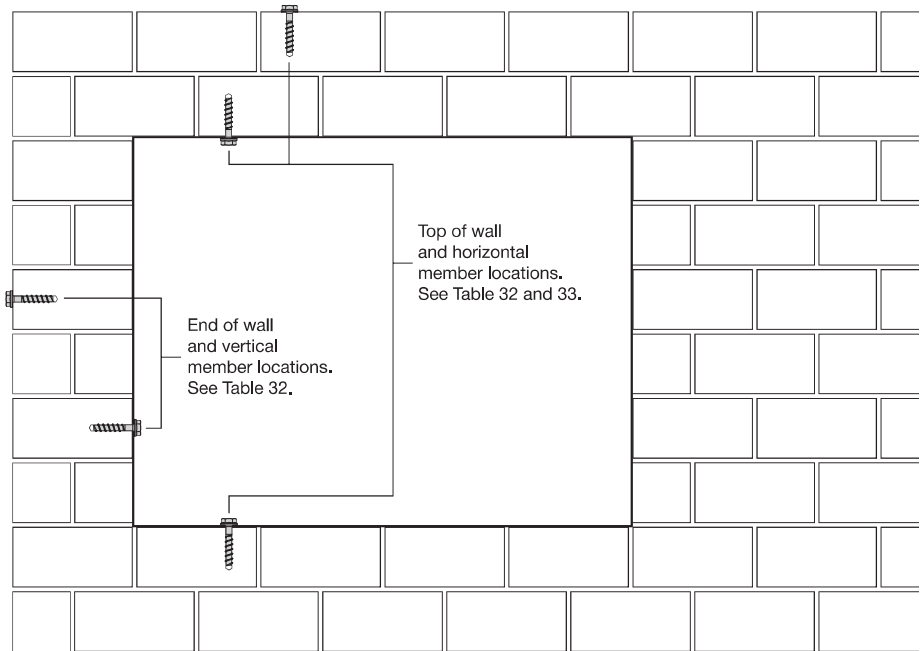 Top of wall
and horizontal
member locations.
See Table 32 and 33.
End of wall
and vertical
member locations.
See Table 32.